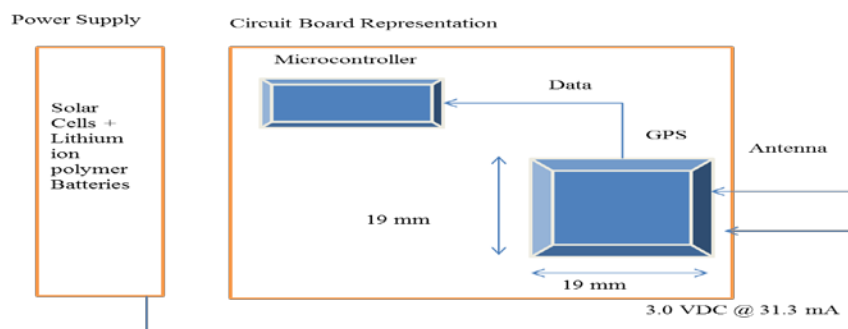 Power Supply
Circuit Board Representation
Solar
Cells +
Lithium
ion
polymer
Batteries
Microcontroller
Data
GPS
Antenna
19 mm
19 mm
3.0 VDC @ 31.3 mA